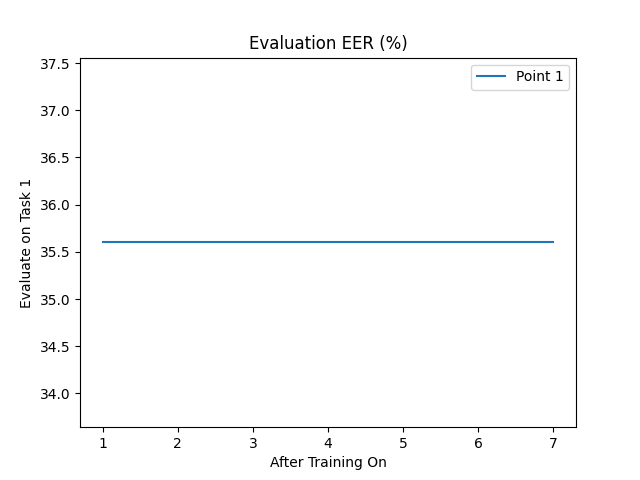 Evaluation EER (%)
Point 1
37.5
37.0
36.5
36.0
35.5
35.0
34.5
34.0
Evaluate on Task 1
1 2 3 4 5 6 7
After Training On